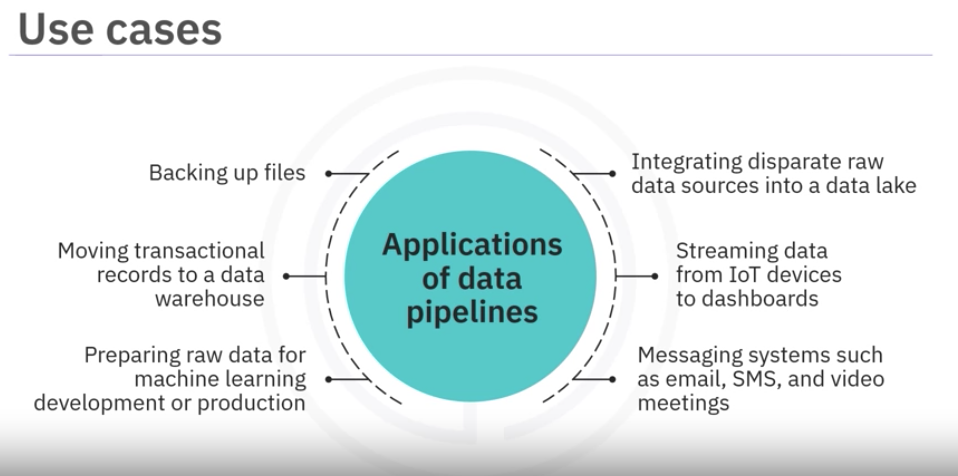 Use cases
Backing up files
Moving transactional
records to a data
warehouse
Preparing raw data for
machine learning
development or production
Applications
of data
pipelines
Integrating disparate raw
data sources into a data lake
Streaming data
from IoT devices
to dashboards
Messaging systems such
as email, SMS, and video
meetings